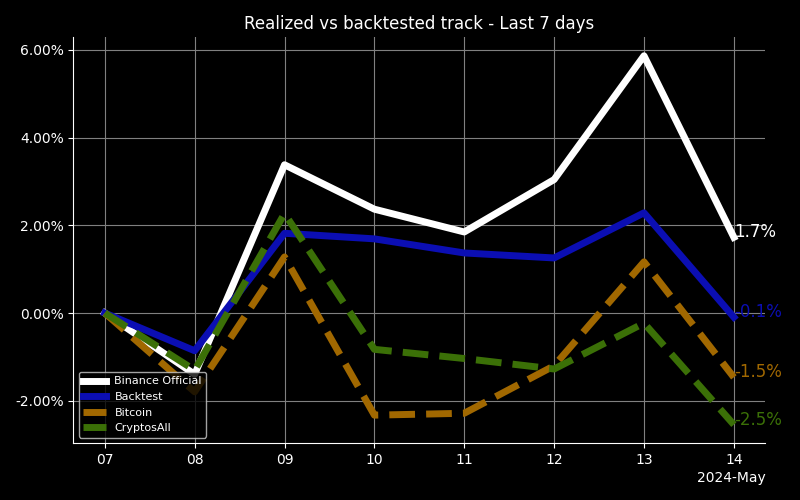 Realized vs backtested track - Last 7 days
6.00%
4.00%
2.00%
0.00%
-2.00%
1.7%
-0.1%
-1.5%
-2.5%
Binance Official
Backtest
Bitcoin
CryptosAll
07 08 09 10 11 12 13 14
2024-May